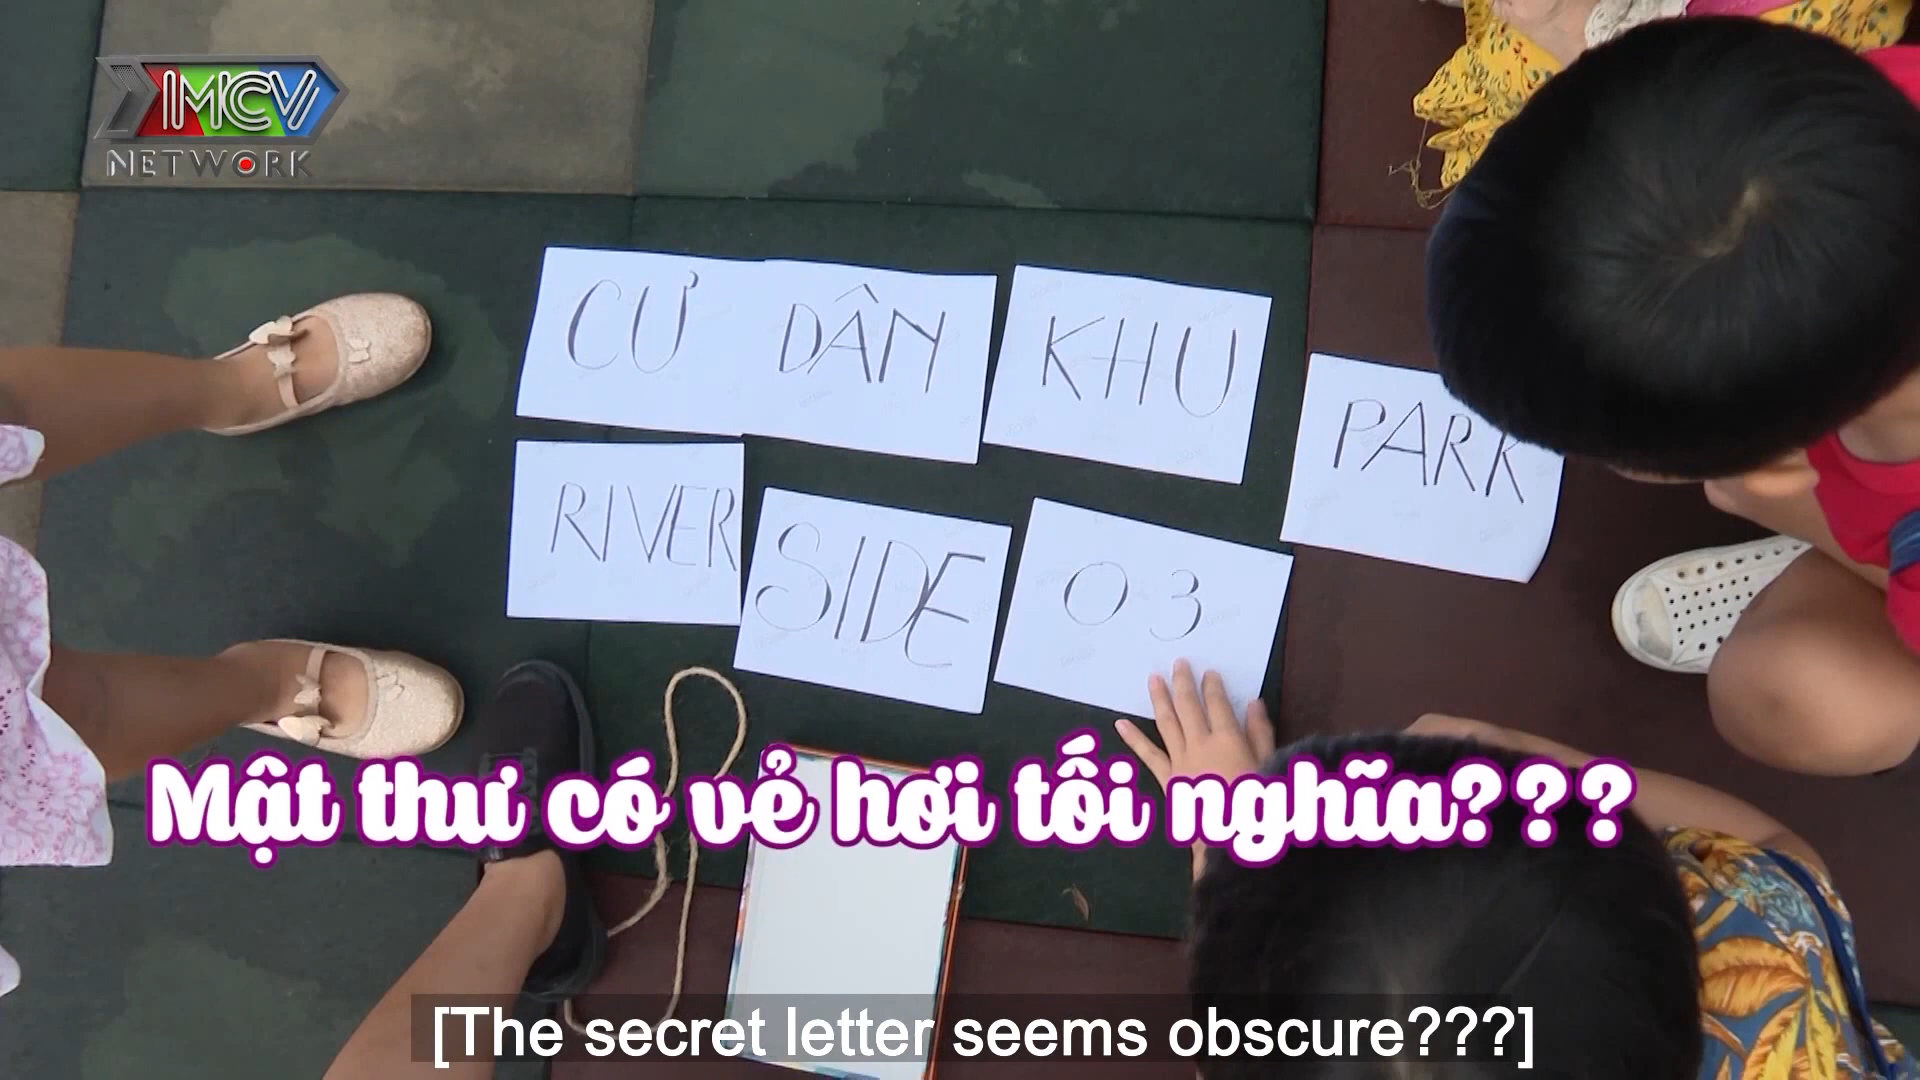 MCV
NETWORK
CƯ DÂN KHU PARK
RIVER SIDE 03
Mật thư có vẻ hơi tối nghĩa???
[The secret letter seems obscure???]